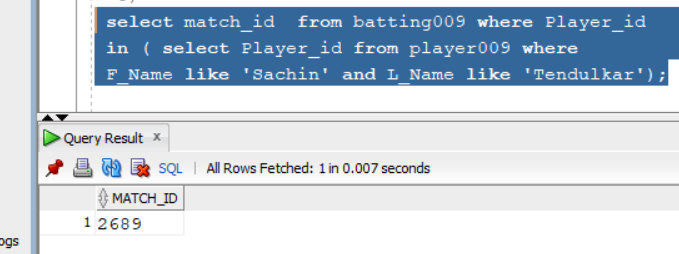 select match_id  from batting009 where Player_id
in ( select Player_id from player009 where
F_Name like 'Sachin' and L_Name like 'Tendulkar');
Query Result x
SQL | All Rows Fetched: 1 in 0.007 seconds
MATCH_ID
1 2689
ogs